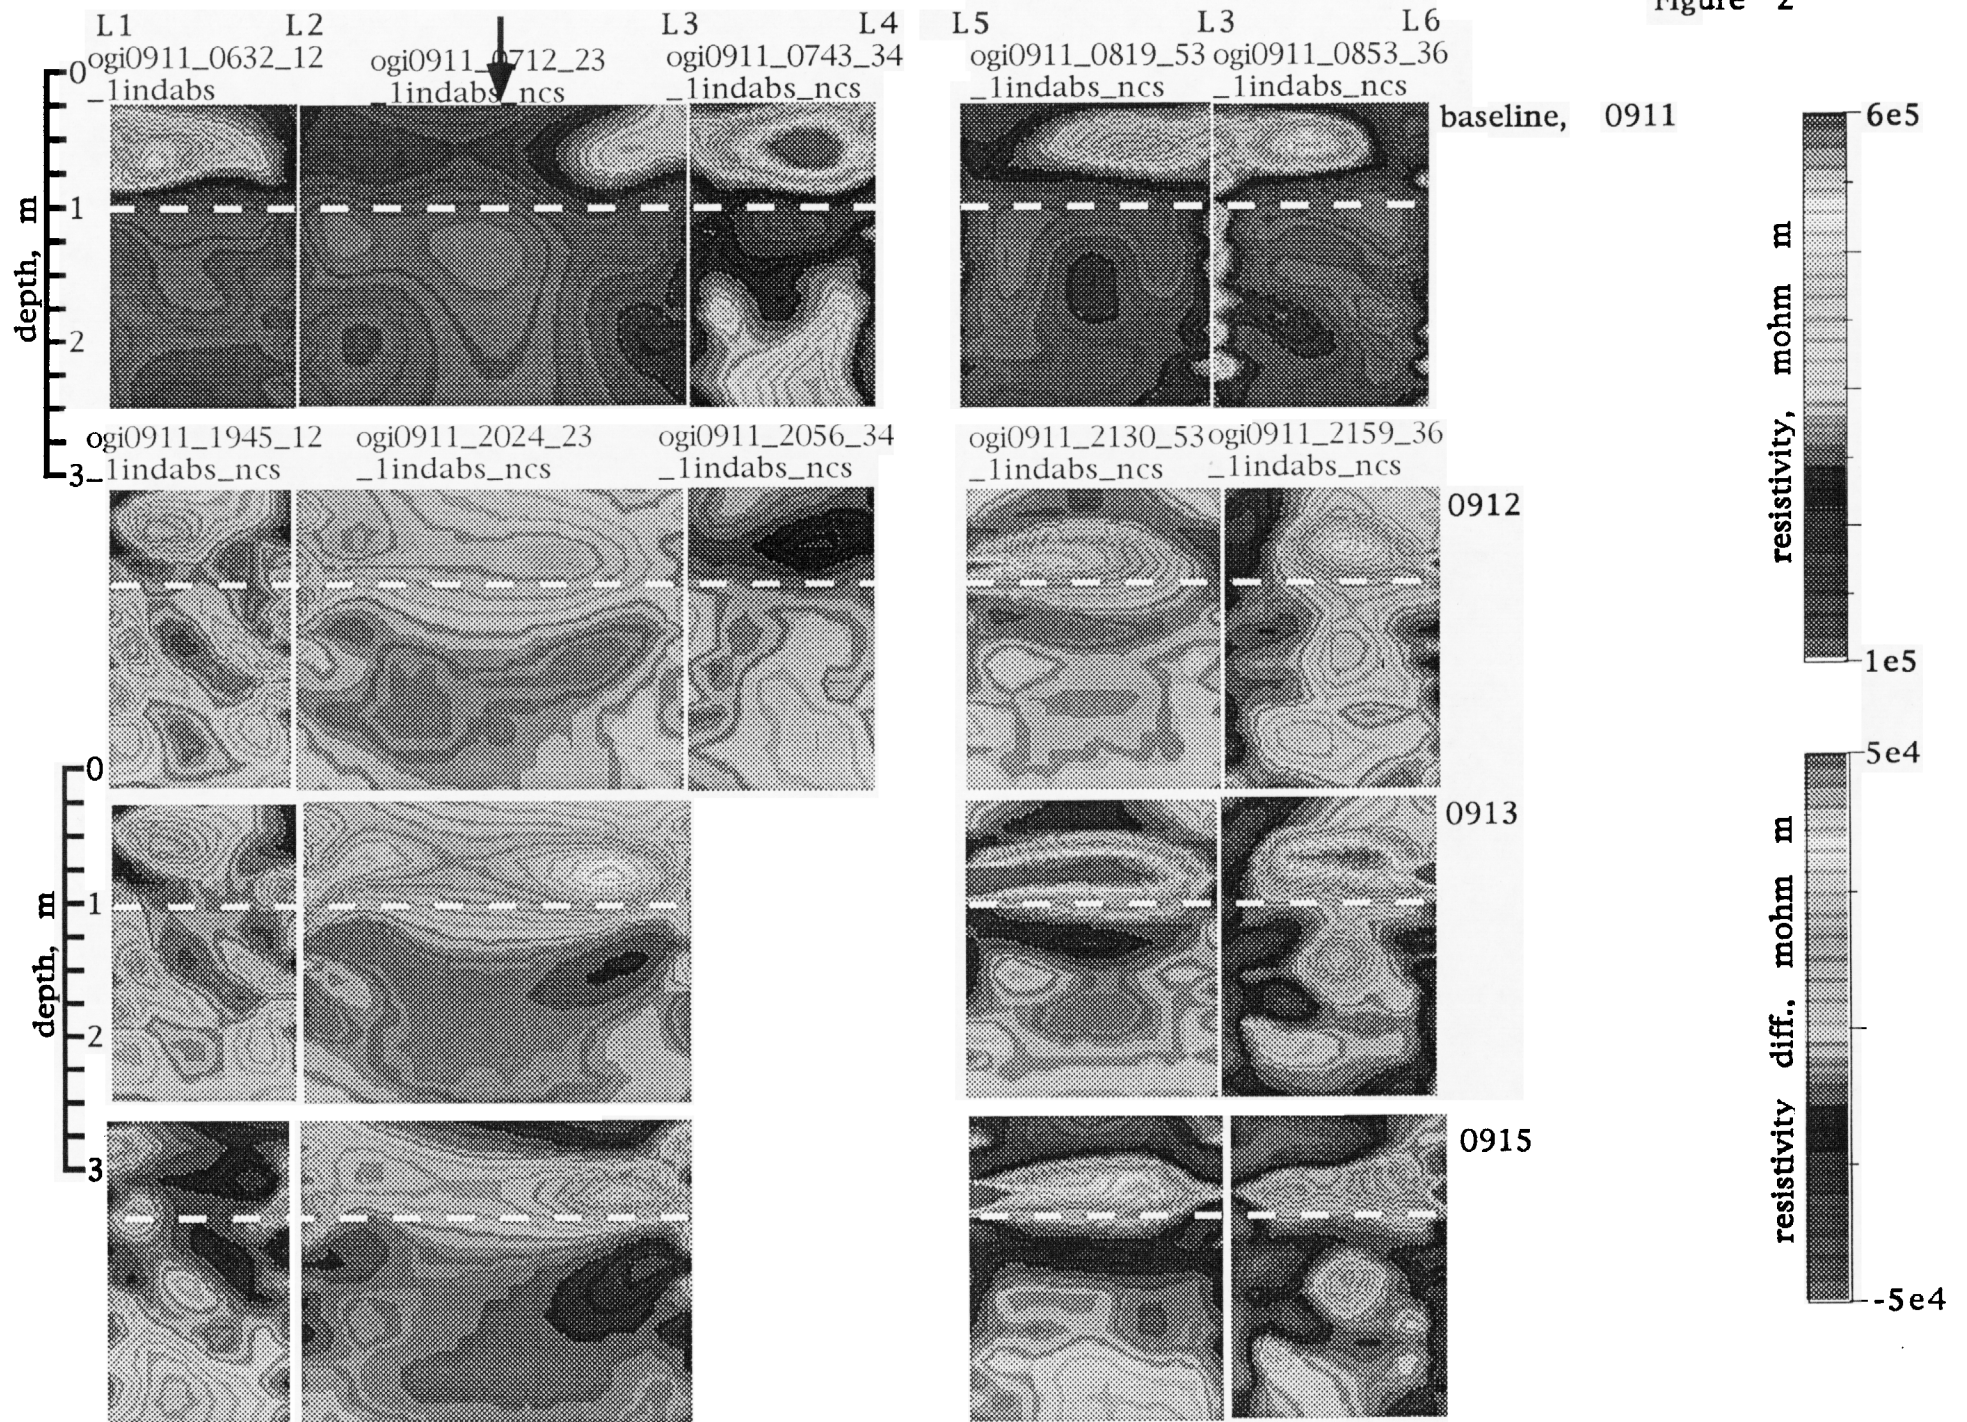 Figure 2
L1 L2 L3 L4 L5 L3 L6
ogi0911_0632_12 ogi0911_0712_23 ogi0911_0743_34 ogi0911_0819_53 ogi0911_0853_36
_1indabs _1indabs_ncs _1indabs_ncs _1indabs_ncs _1indabs_ncs
0
baseline, 0911
6e5
1
depth, m
resistivity, mohm m
2
ogi0911_1945_12 ogi0911_2024_23 ogi0911_2056_34 ogi0911_2130_53 ogi0911_2159_36
3
_1indabs_ncs _1indabs_ncs _1indabs_ncs _1indabs_ncs _1indabs_ncs
0912
1e5
5e4
0
0913
1
depth, m
resistivity diff., mohm m
2
0915
3
-5e4